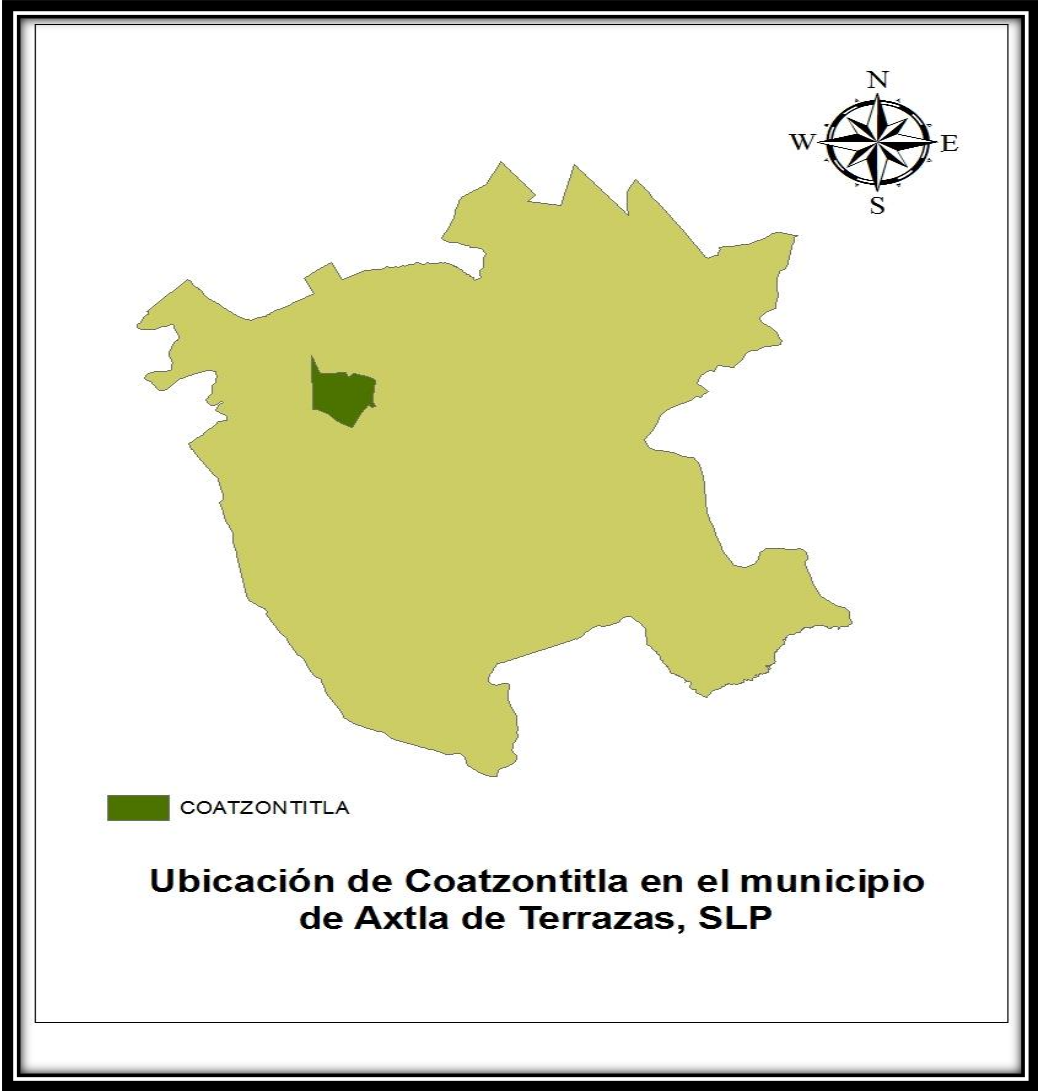 N
W E
S
COATZONTITLA
Ubicación de Coatzontitla en el municipio
de Axtla de Terrazas, SLP